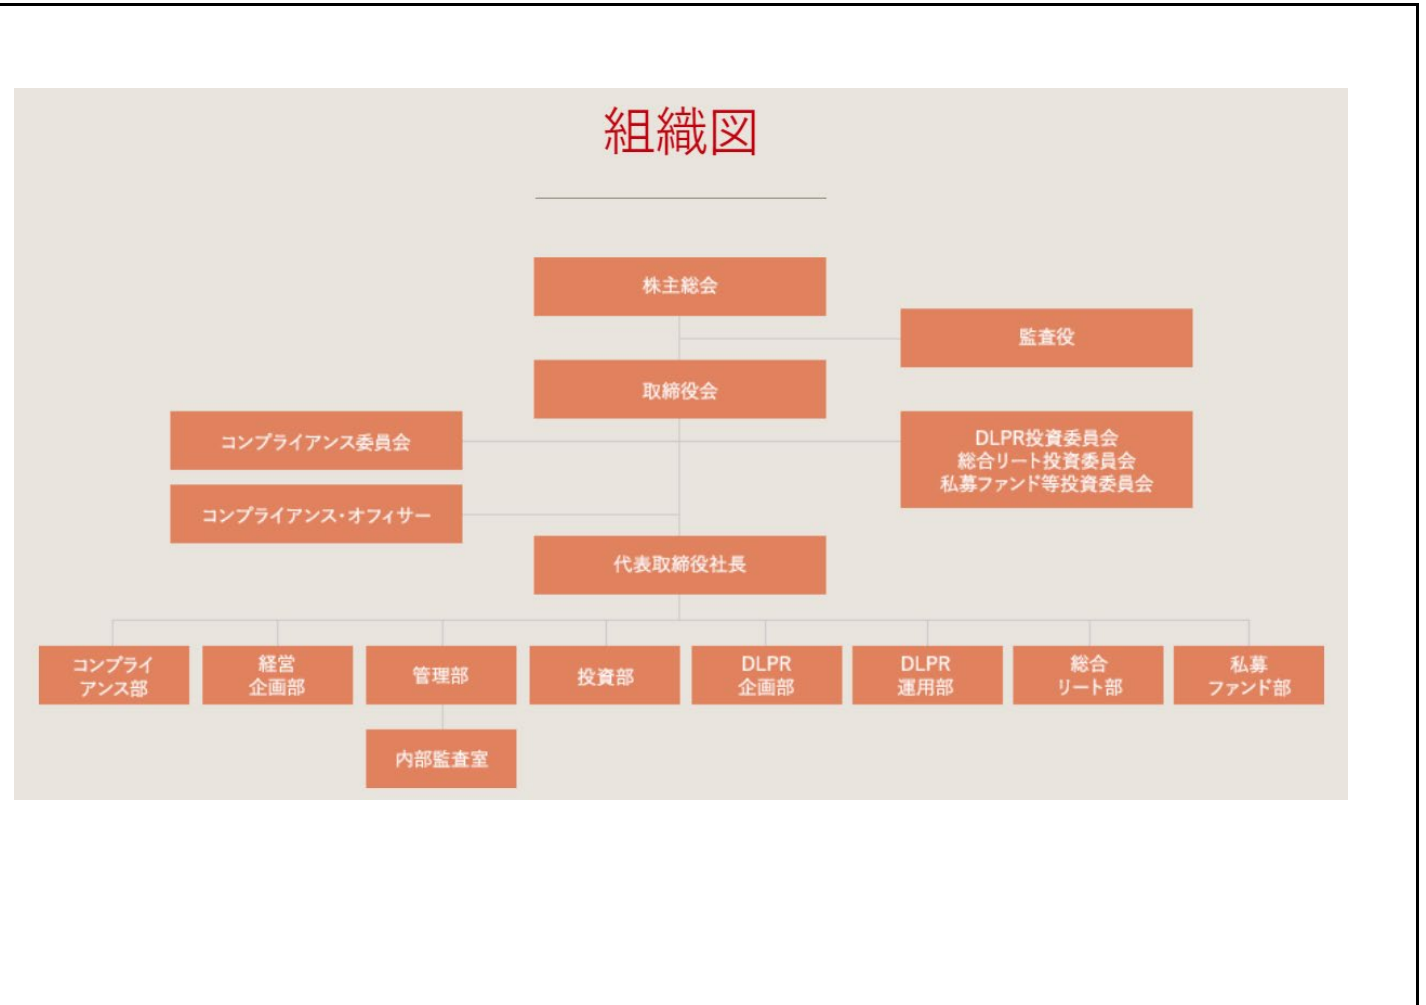 組織図
株主総会
監査役
取締役会
コンプライアンス委員会
DLPR投資委員会
総合リート投資委員会
私募ファンド等投資委員会
コンプライアンス・オフィサー
代表取締役社長
コンプライ
アンス部
経営
企画部
管理部
投資部
DLPR
企画部
DLPR
運用部
総合
リート部
私募
ファンド部
内部監査室